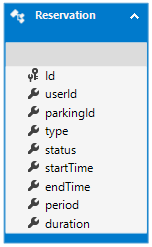 Reservation
Id
userId
parkingId
type
status
startTime
endTime
period
duration